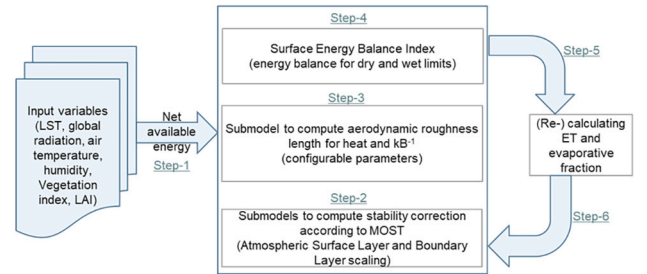 Step-4
Surface Energy Balance Index
(energy balance for dry and wet limits)
Step-5
Step-3
Input variables
(LST, global
radiation, air
temperature,
humidity,
Vegetation
index, LAI)
Net
available
energy
Step-1
Submodel to compute aerodynamic roughness
length for heat and kB⁻¹
(configurable parameters)
(Re-) calculating
ET and
evaporative
fraction
Step-2
Submodels to compute stability correction
according to MOST
(Atmospheric Surface Layer and Boundary
Layer scaling)
Step-6